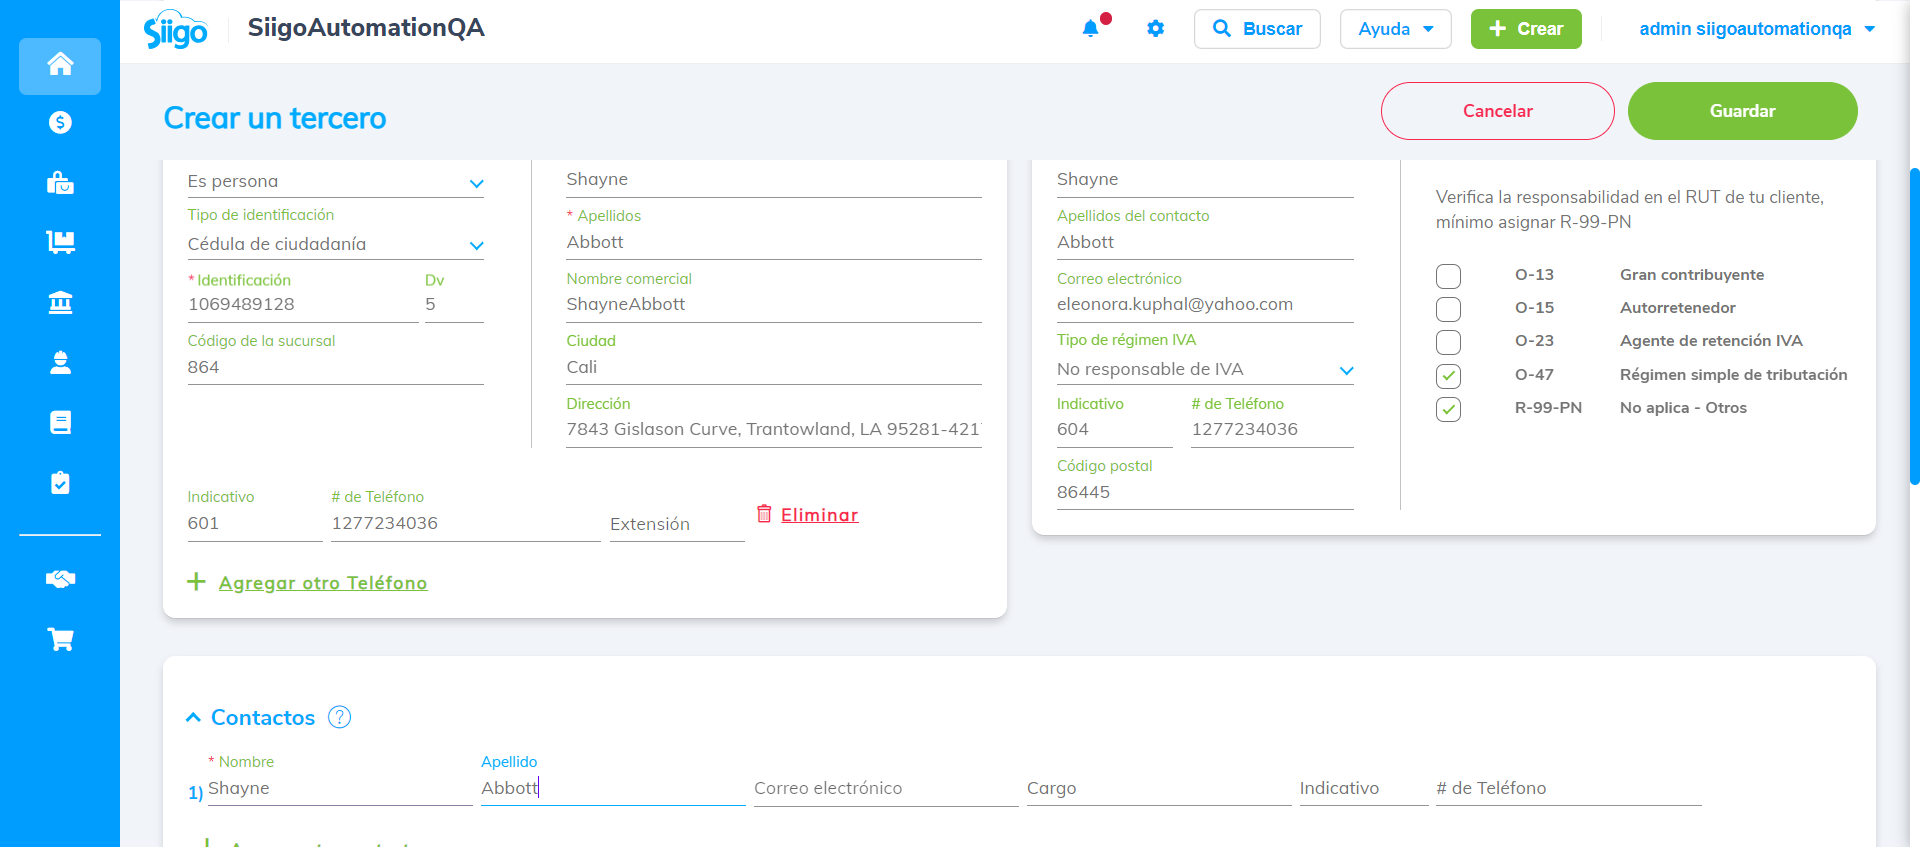 Siigo
SiigoAutomationQA
Buscar
Ayuda
Crear
admin siigoautomationqa
Crear un tercero
Cancelar
Guardar
Es persona
Tipo de identificación
Cédula de ciudadanía
* Identificación
Dv
1069489128
5
Código de la sucursal
864
Shayne
* Apellidos
Abbott
Nombre comercial
ShayneAbbott
Ciudad
Cali
Dirección
7843 Gislason Curve, Trantowland, LA 95281-421
Indicativo
# de Teléfono
601
1277234036
Extensión
Eliminar
Agregar otro Teléfono
Shayne
Apellidos del contacto
Abbott
Correo electrónico
eleonora.kuphal@yahoo.com
Tipo de régimen IVA
No responsable de IVA
Indicativo
# de Teléfono
604
1277234036
Código postal
86445
Verifica la responsabilidad en el RUT de tu cliente,
mínimo asignar R-99-PN
O-13 Gran contribuyente
O-15 Autorretenedor
O-23 Agente de retención IVA
O-47 Régimen simple de tributación
R-99-PN No aplica - Otros
Contactos ?
* Nombre
Apellido
1) Shayne
Abbott
Correo electrónico
Cargo
Indicativo
# de Teléfono